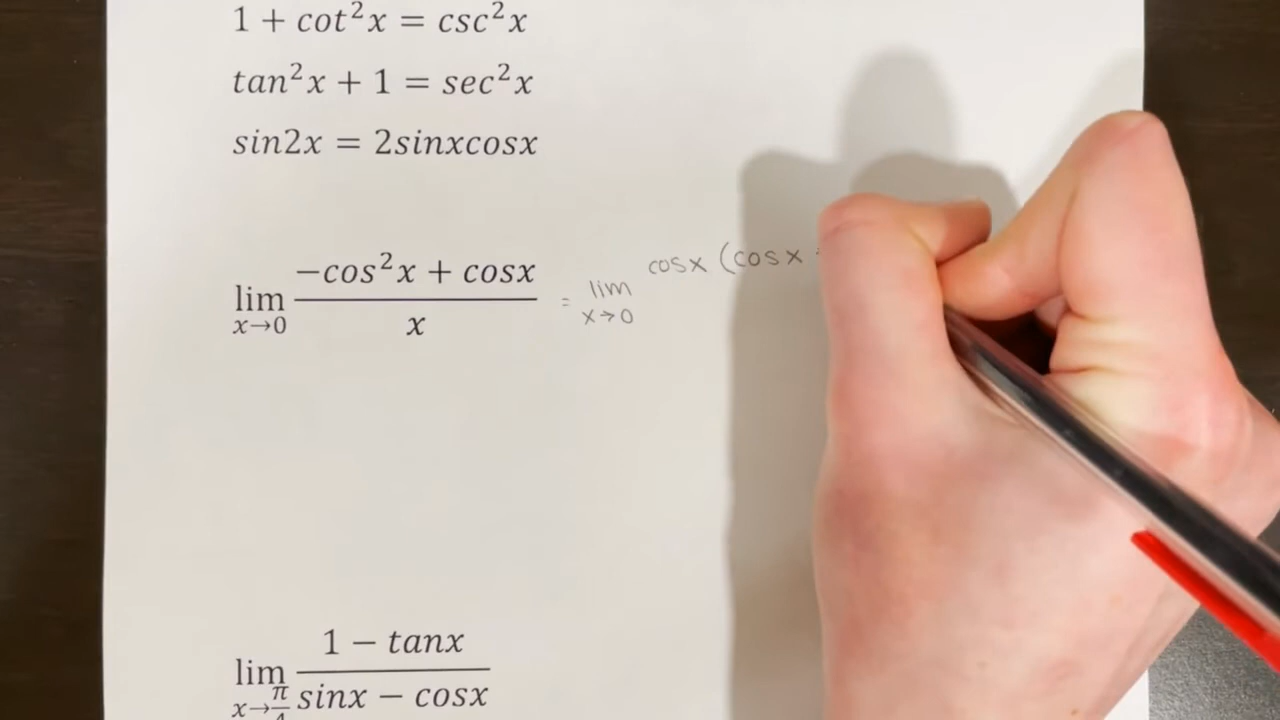 1 + cot²x = csc²x
tan²x + 1 = sec²x
sin2x = 2sinxcosx
lim x→0 (−cos²x + cosx)/x = lim x→0 cosx (cosx
lim x→π/4 (1 − tanx)/(sinx − cosx)